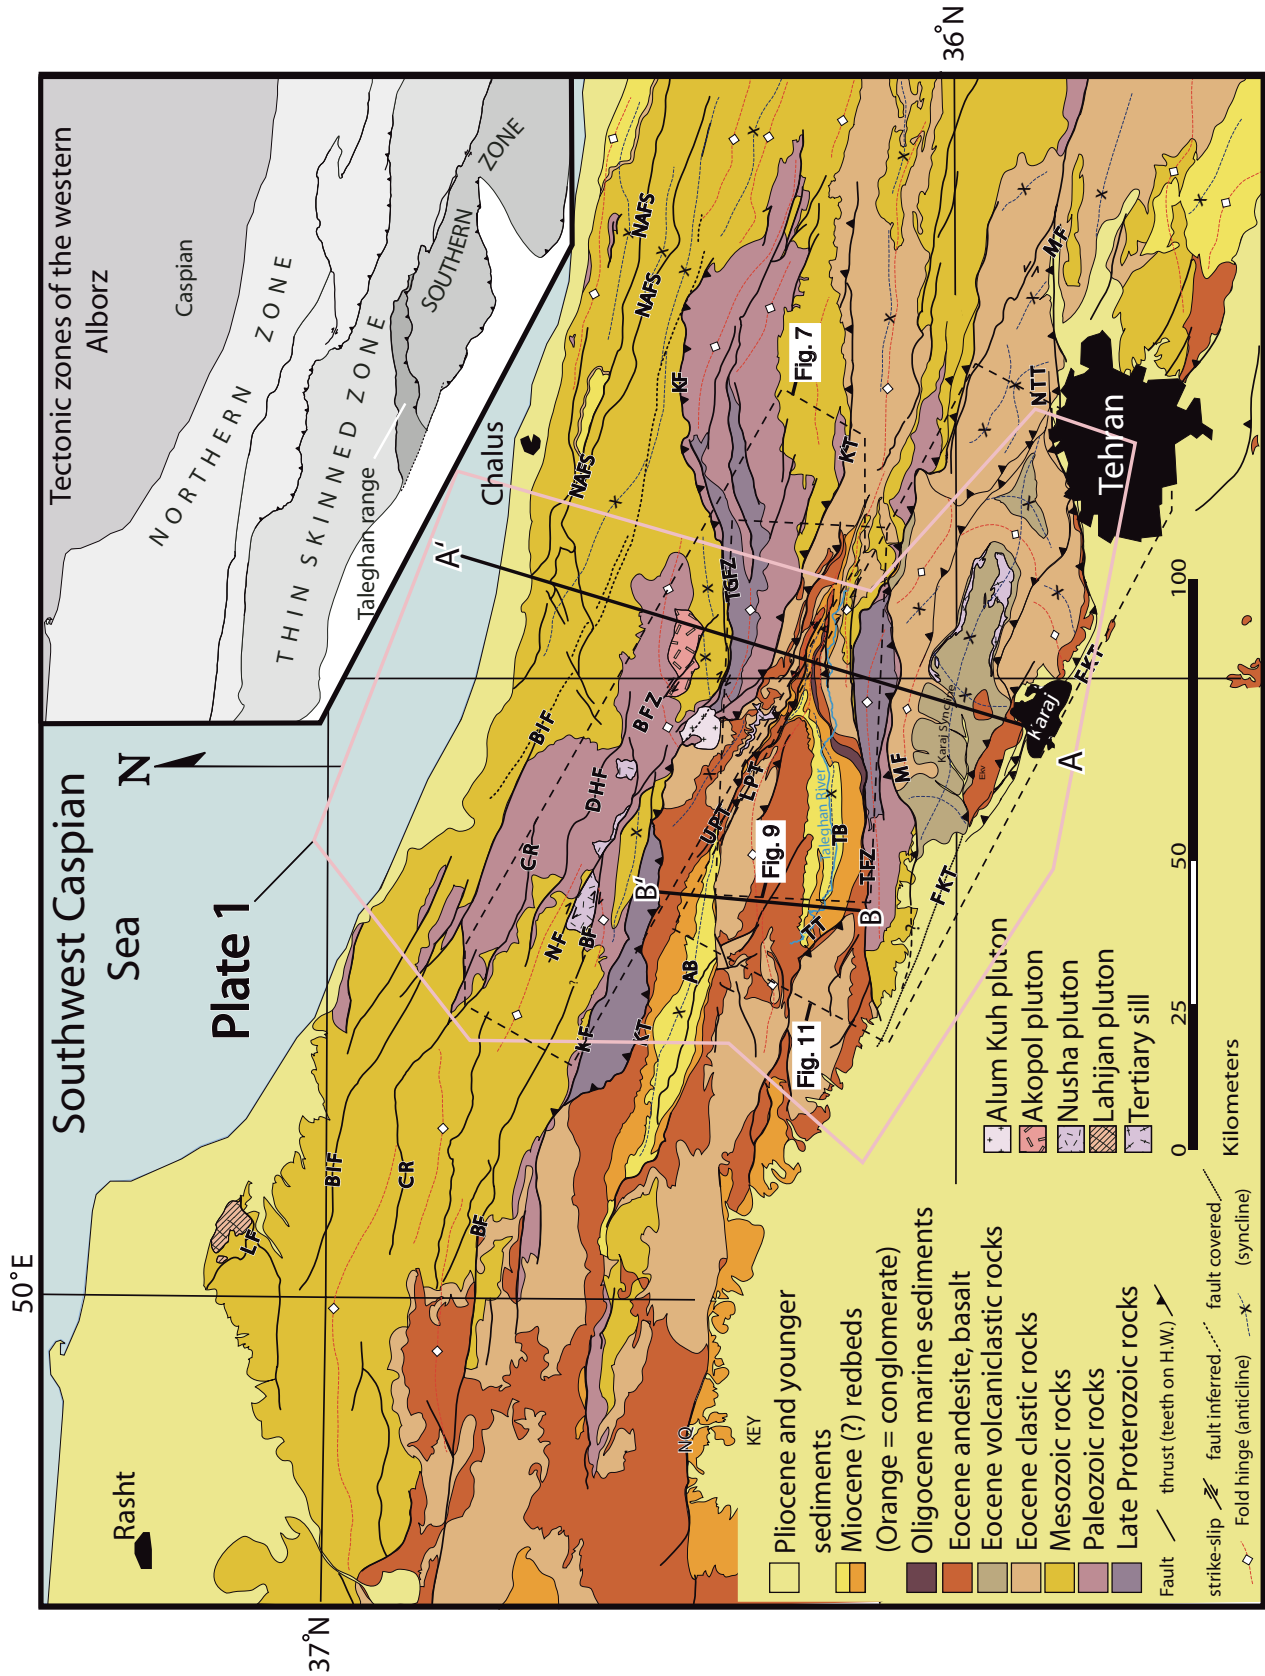 Southwest Caspian
Sea
Plate 1
N
Tectonic zones of the western
Alborz
Caspian
NORTHERN ZONE
THIN SKINNED ZONE
SOUTHERN
ZONE
Taleghan range
50°E
37°N
36°N
Rasht
Chalus
Tehran
Karaj
A'
A
B'
B
Fig. 7
Fig. 9
Fig. 11
LF
BIF
BIF
CR
CR
BF
BF
NF
DHF
BFZ
NAFS
NAFS
NAFS
KF
KF
KT
KT
TGFZ
UPT
LPT
AB
TB
TT
TFZ
Taleghan River
MF
MF
NTT
FKT
FKT
NQ
Karaj Syncline
Ekv
?
?
?
KEY
Pliocene and younger
sediments
Miocene (?) redbeds
(Orange = conglomerate)
Oligocene marine sediments
Eocene andesite, basalt
Eocene volcaniclastic rocks
Eocene clastic rocks
Mesozoic rocks
Paleozoic rocks
Late Proterozoic rocks
Fault
thrust (teeth on H.W.)
strike-slip
fault inferred
fault covered
Fold hinge (anticline)
(syncline)
Alum Kuh pluton
Akopol pluton
Nusha pluton
Lahijan pluton
Tertiary sill
0
25
50
100
Kilometers